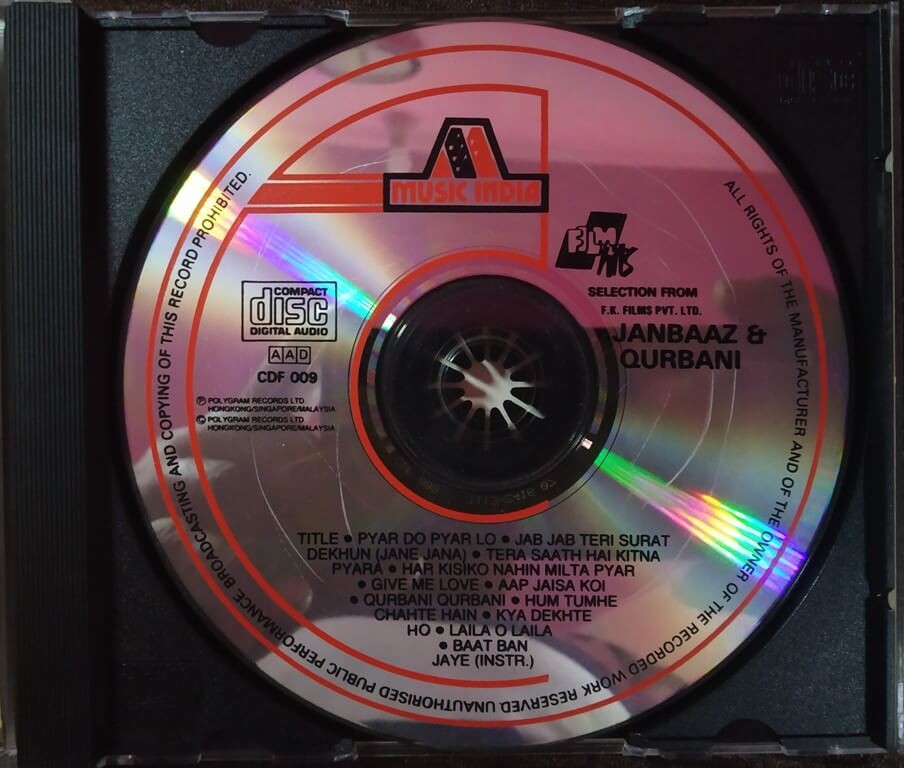 MUSIC INDIA
FILM
HITS
SELECTION FROM
F.K. FILMS PVT. LTD.
JANBAAZ &
QURBANI
COMPACT
disc
DIGITAL AUDIO
AAD
CDF 009
Ⓟ POLYGRAM RECORDS LTD
HONGKONG/SINGAPORE/MALAYSIA
© POLYGRAM RECORDS LTD
HONGKONG/SINGAPORE/MALAYSIA
TITLE • PYAR DO PYAR LO • JAB JAB TERI SURAT
DEKHUN (JANE JANA) • TERA SAATH HAI KITNA
PYARA • HAR KISIKO NAHIN MILTA PYAR
• GIVE ME LOVE • AAP JAISA KOI
• QURBANI QURBANI • HUM TUMHE
CHAHTE HAIN • KYA DEKHTE
HO • LAILA O LAILA
• BAAT BAN
JAYE (INSTR.)
ALL RIGHTS OF THE MANUFACTURER AND OF THE OWNER OF THE RECORDED WORK RESERVED. UNAUTHORISED PUBLIC PERFORMANCE, BROADCASTING AND COPYING OF THIS RECORD PROHIBITED.